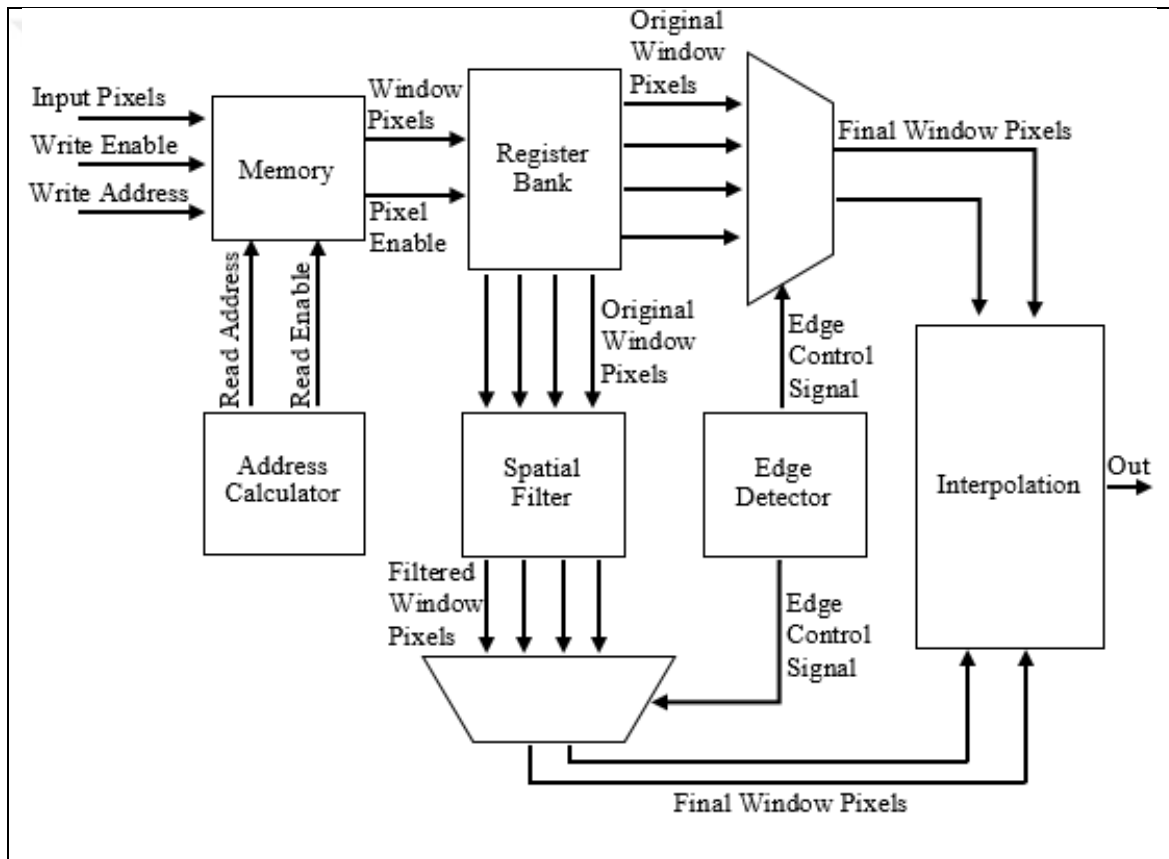 Input Pixels
Write Enable
Write Address
Memory
Window
Pixels
Pixel
Enable
Register
Bank
Original
Window
Pixels
Final Window Pixels
Read Address
Read Enable
Original
Window
Pixels
Edge
Control
Signal
Address
Calculator
Spatial
Filter
Edge
Detector
Interpolation
Out
Filtered
Window
Pixels
Edge
Control
Signal
Final Window Pixels